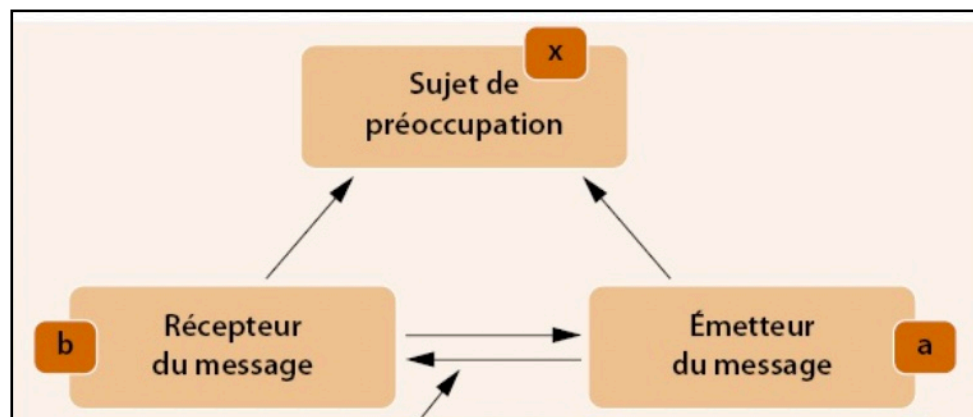 x
Sujet de
préoccupation
b
Récepteur
du message
Émetteur
du message
a